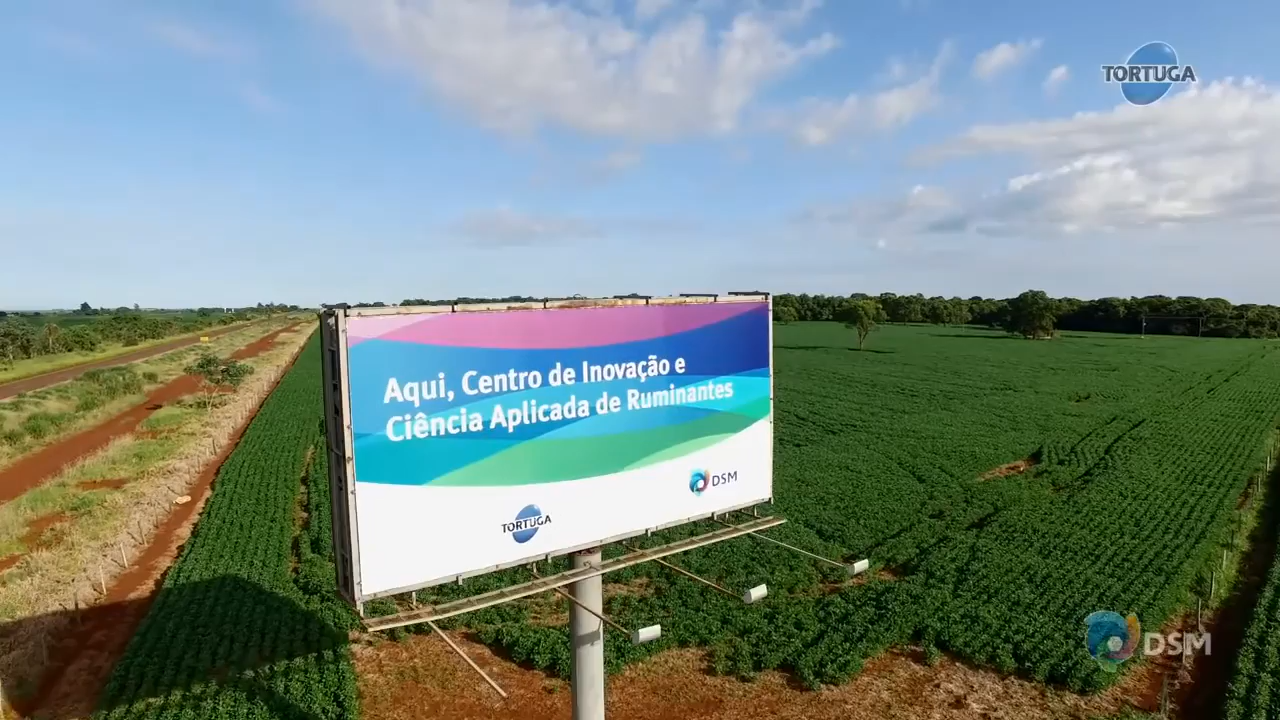 TORTUGA
Aqui, Centro de Inovação e
Ciência Aplicada de Ruminantes
DSM
TORTUGA
DSM